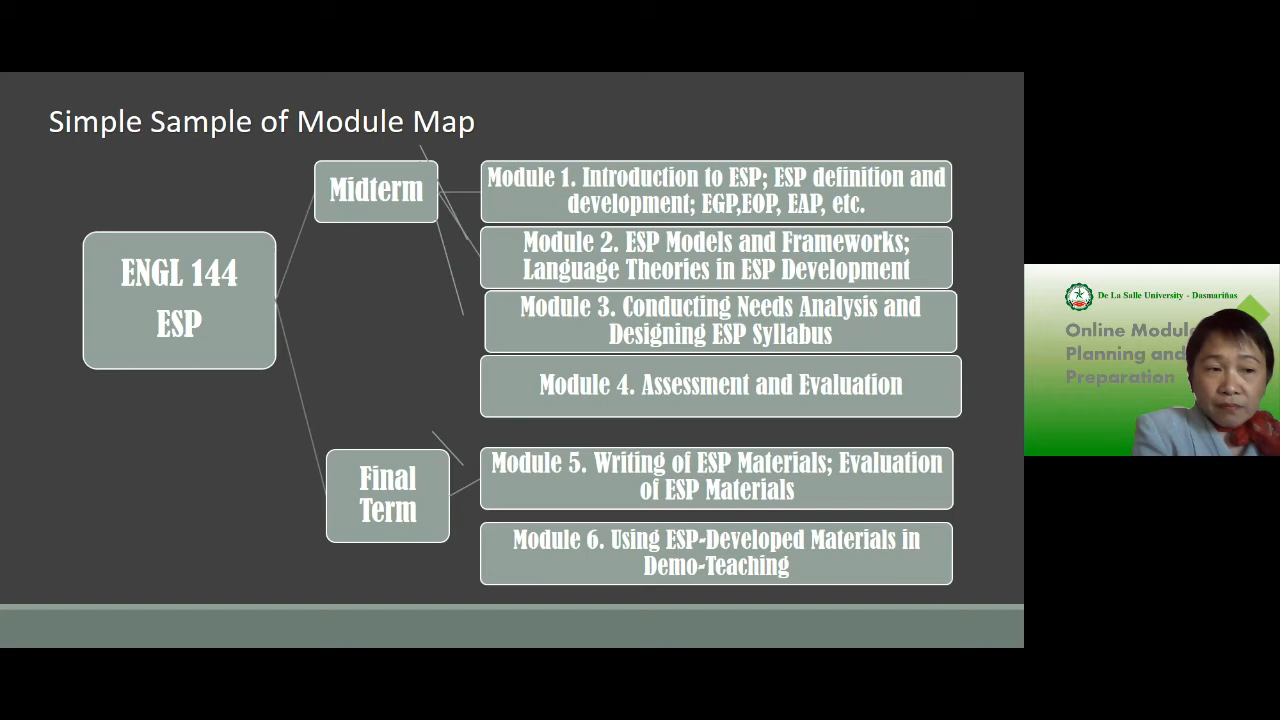 Simple Sample of Module Map
ENGL 144
ESP
Midterm
Module 1. Introduction to ESP; ESP definition and
development; EGP,EOP, EAP, etc.
Module 2. ESP Models and Frameworks;
Language Theories in ESP Development
Module 3. Conducting Needs Analysis and
Designing ESP Syllabus
Module 4. Assessment and Evaluation
Final
Term
Module 5. Writing of ESP Materials; Evaluation
of ESP Materials
Module 6. Using ESP-Developed Materials in
Demo-Teaching
De La Salle University - Dasmariñas
Online Module
Planning and
Preparation